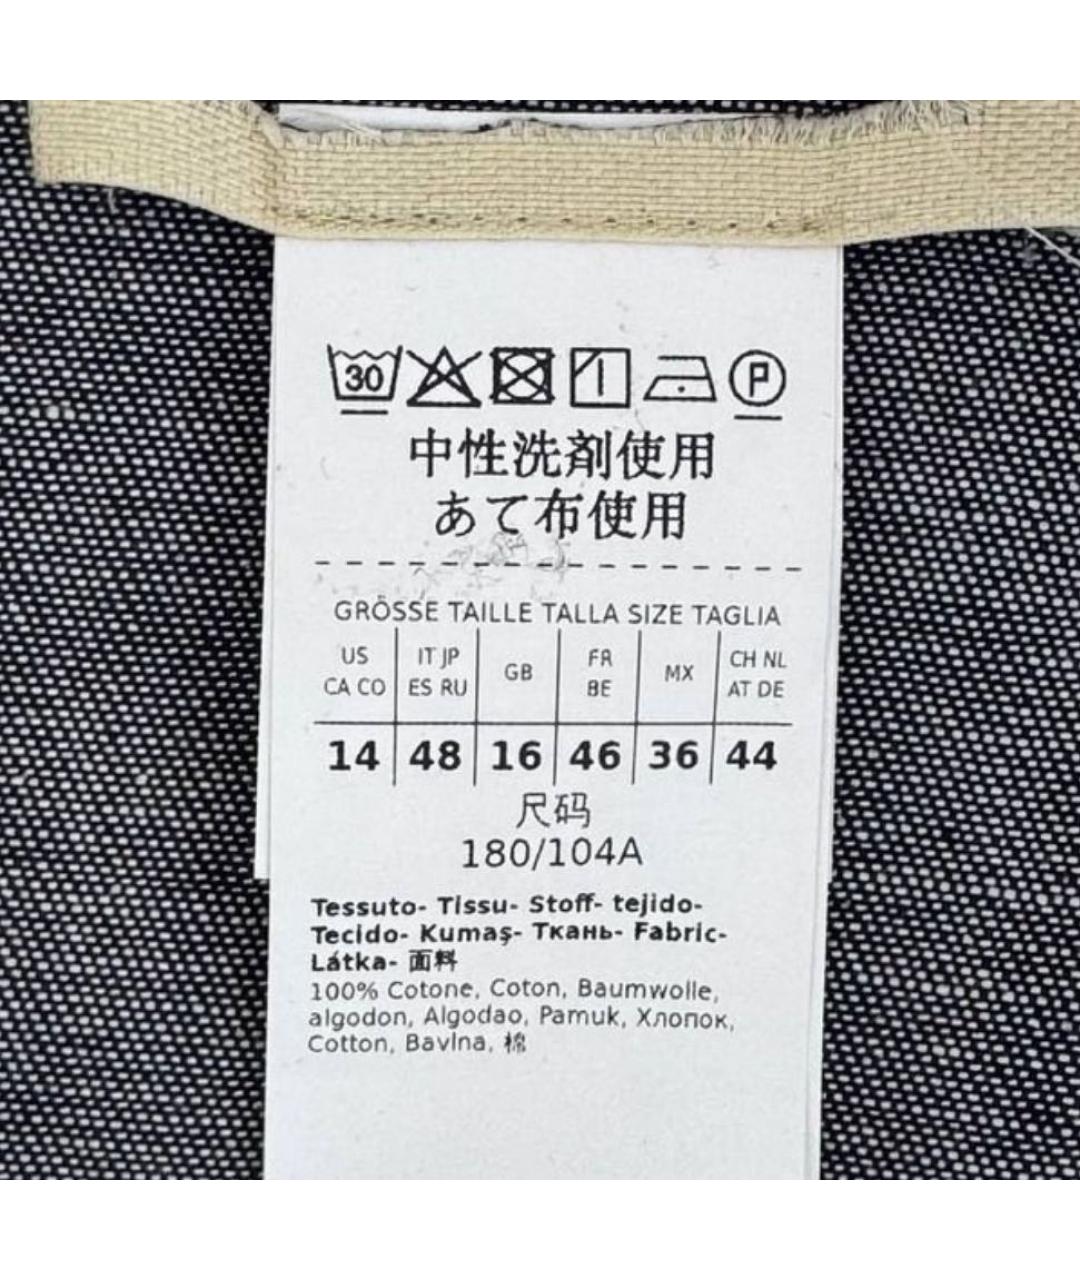 30 P
中性洗剤使用
あて布使用
GRÖSSE TAILLE TALLA SIZE TAGLIA
US IT JP GB FR MX CH NL
CA CO ES RU BE AT DE
14 48 16 46 36 44
尺码
180/104A
Tessuto- Tissu- Stoff- tejido-
Tecido- Kumaş- Ткань- Fabric-
Látka- 面料
100% Cotone, Coton, Baumwolle,
algodon, Algodao, Pamuk, Хлопок,
Cotton, Bavlna, 棉